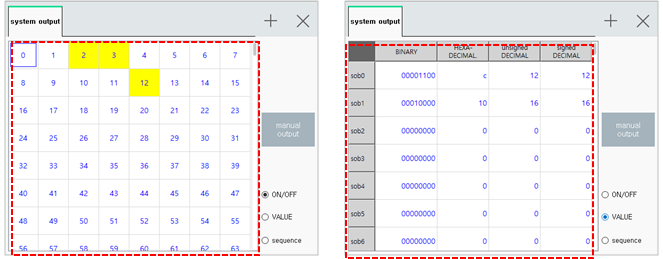 system output
0 1 2 3 4 5 6 7
8 9 10 11 12 13 14 15
16 17 18 19 20 21 22 23
24 25 26 27 28 29 30 31
32 33 34 35 36 37 38 39
40 41 42 43 44 45 46 47
48 49 50 51 52 53 54 55
56 57 58 59 60 61 62 63
manual
output
ON/OFF
VALUE
sequence
system output
BINARY HEXA-DECIMAL unsigned DECIMAL signed DECIMAL
sob0 00001100 c 12 12
sob1 00010000 10 16 16
sob2 00000000 0 0 0
sob3 00000000 0 0 0
sob4 00000000 0 0 0
sob5 00000000 0 0 0
sob6 00000000 0 0 0
manual
output
ON/OFF
VALUE
sequence